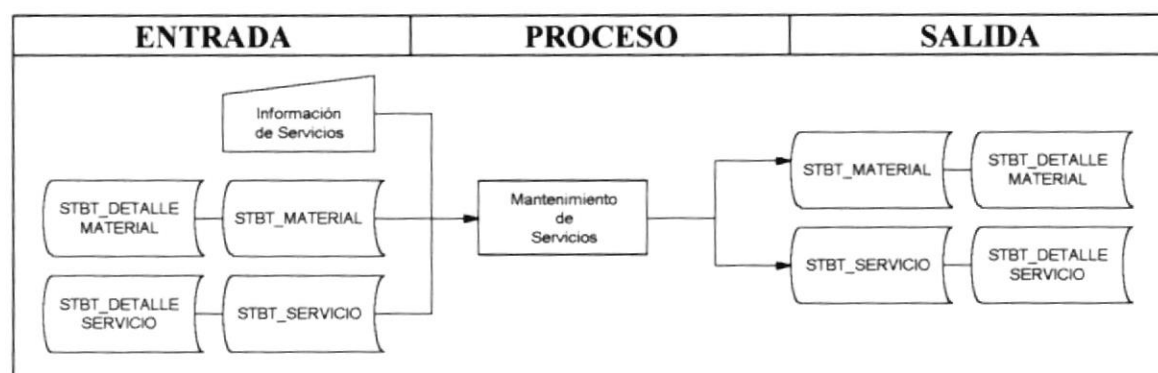 ENTRADA
PROCESO
SALIDA
Información
de Servicios
STBT_DETALLE
MATERIAL
STBT_MATERIAL
STBT_DETALLE
SERVICIO
STBT_SERVICIO
Mantenimiento
de
Servicios
STBT_MATERIAL
STBT_DETALLE
MATERIAL
STBT_SERVICIO
STBT_DETALLE
SERVICIO